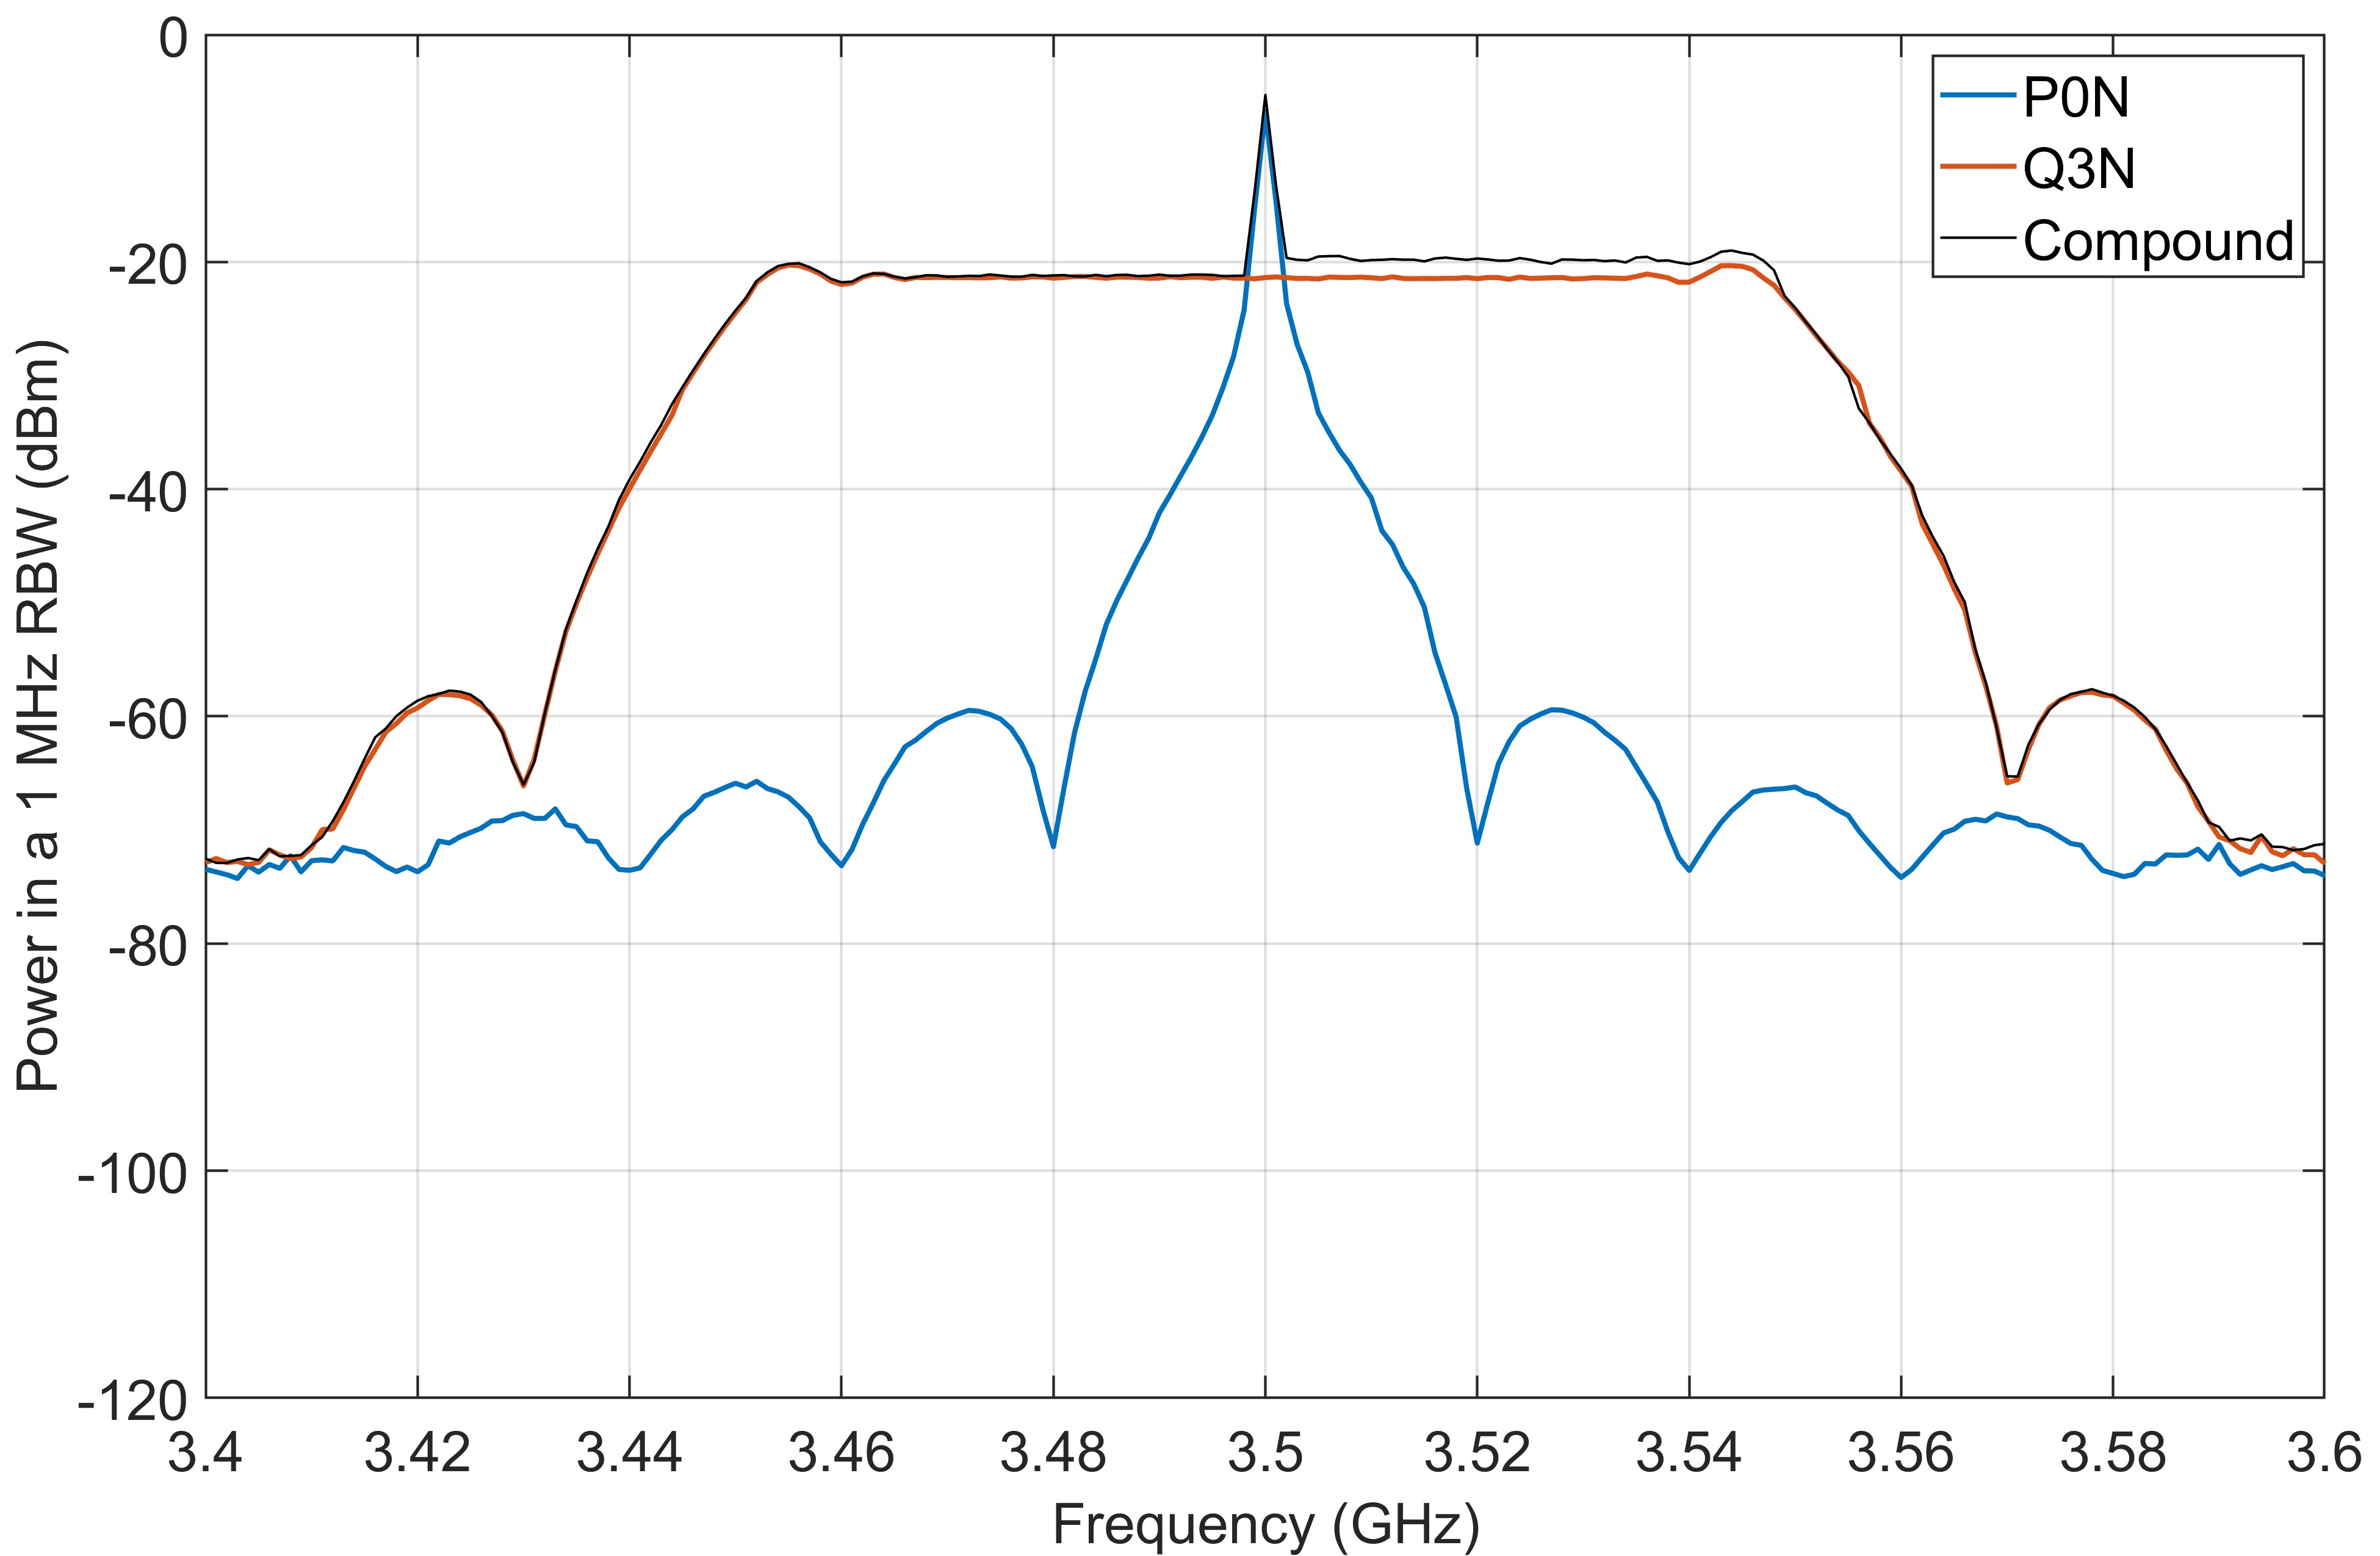 0
-20
-40
-60
-80
-100
-120
Power in a 1 MHz RBW (dBm)
P0N
Q3N
Compound
3.4 3.42 3.44 3.46 3.48 3.5 3.52 3.54 3.56 3.58 3.6
Frequency (GHz)